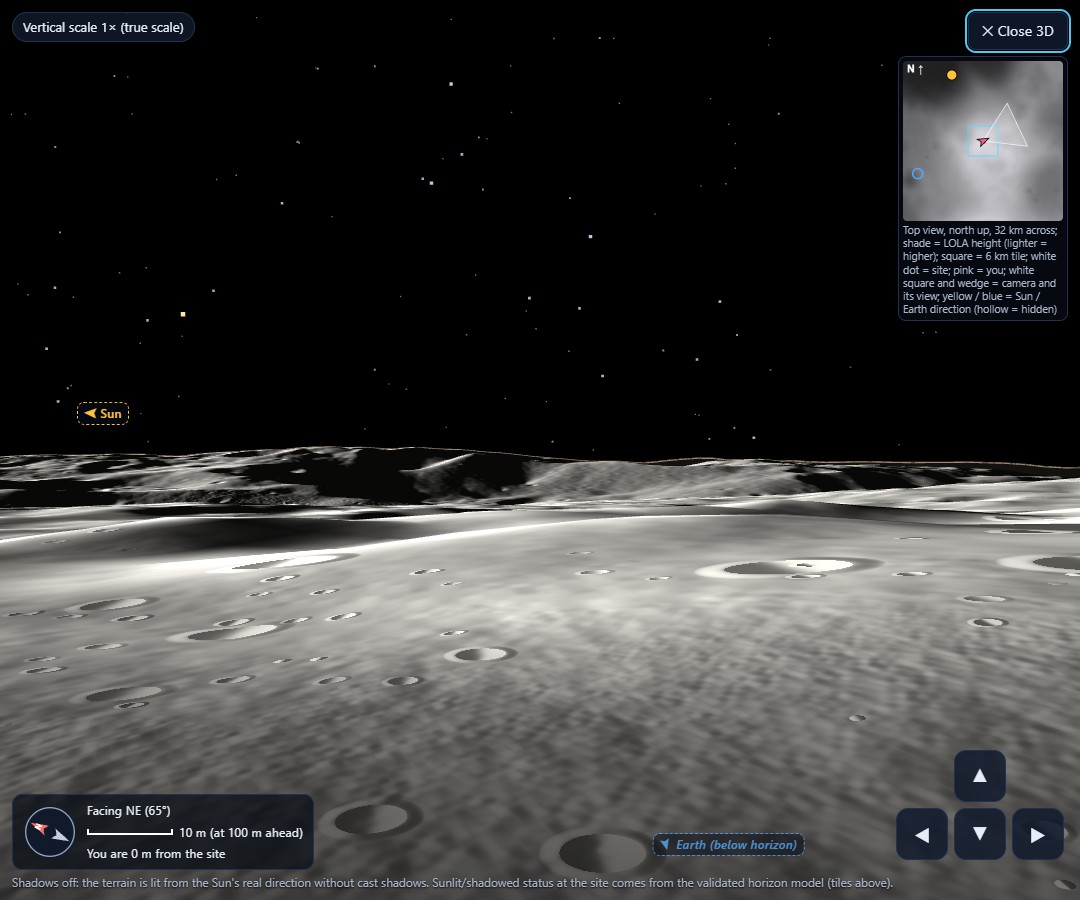 Vertical scale 1× (true scale)
✕ Close 3D
N ↑
Top view, north up, 32 km across;
shade = LOLA height (lighter =
higher); square = 6 km tile; white
dot = site; pink = you; white
square and wedge = camera and
its view; yellow / blue = Sun /
Earth direction (hollow = hidden)
Sun
Facing NE (65°)
10 m (at 100 m ahead)
You are 0 m from the site
Earth (below horizon)
Shadows off: the terrain is lit from the Sun's real direction without cast shadows. Sunlit/shadowed status at the site comes from the validated horizon model (tiles above).